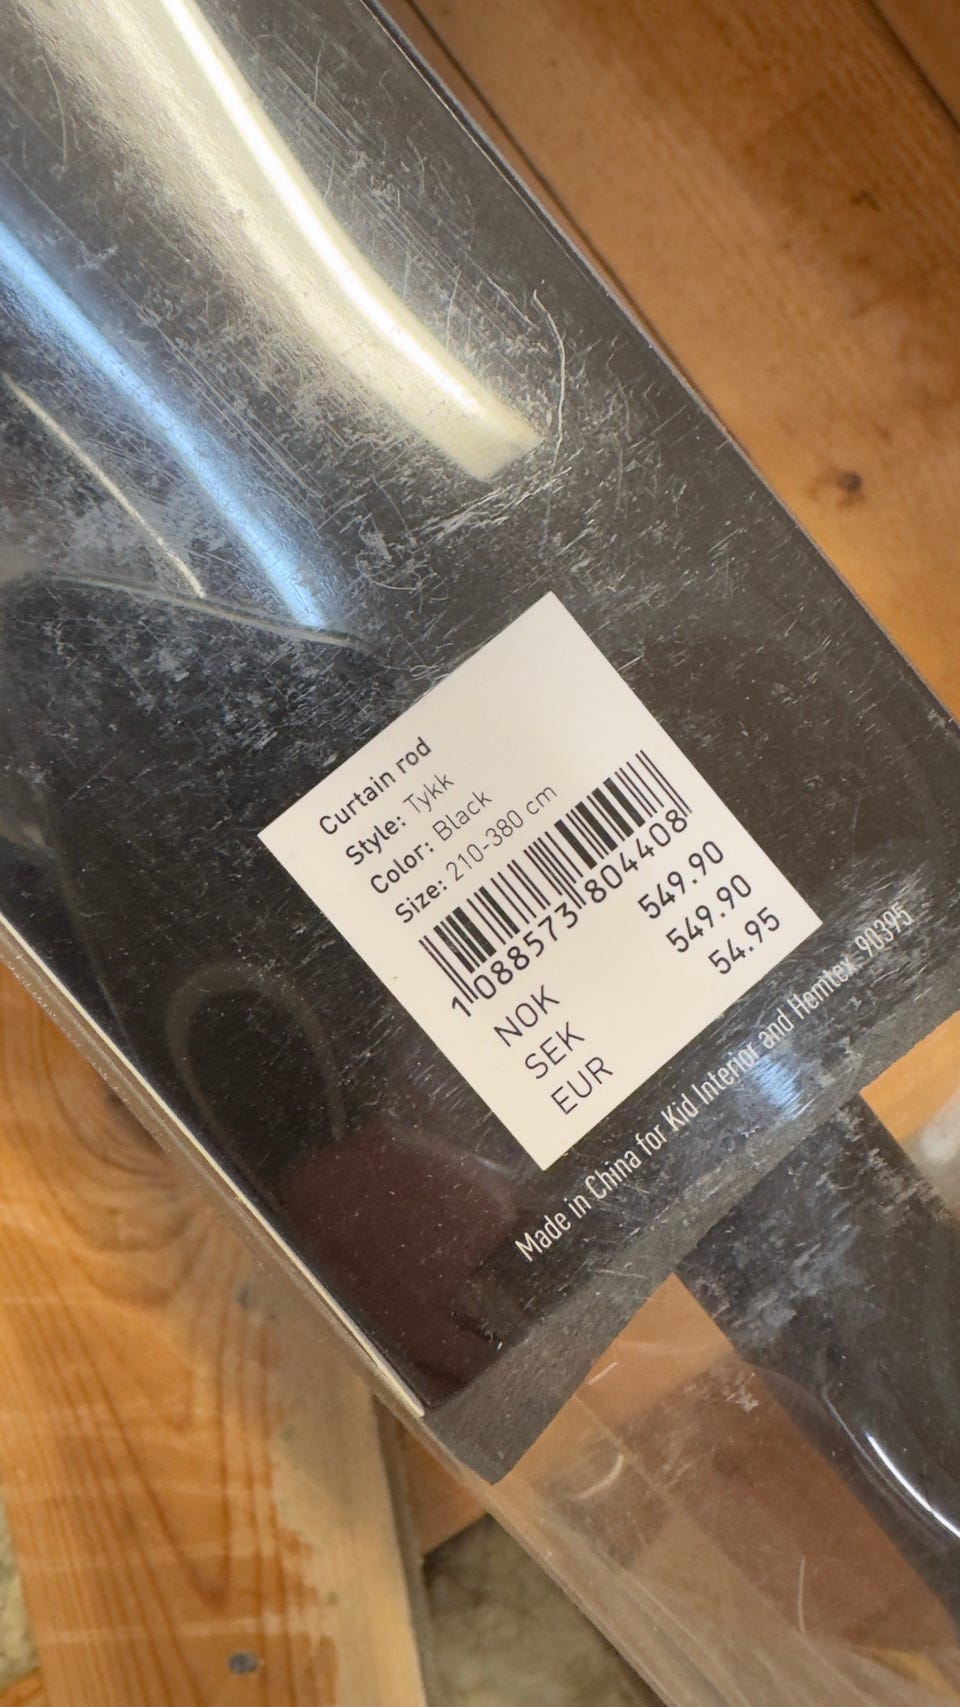 Curtain rod
Style: Tykk
Color: Black
Size: 210-380 cm
1088573804408
NOK 549.90
SEK 549.90
EUR 54.95
Made in China for Kid Interior and Hemtex 90395